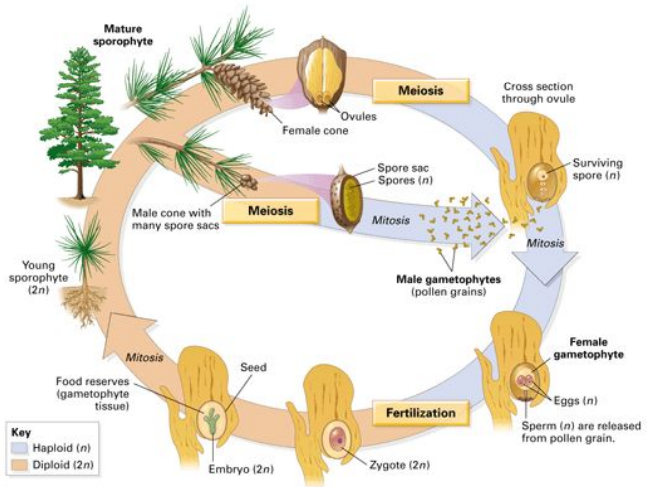 Mature
sporophyte
Ovules
Female cone
Meiosis
Cross section
through ovule
Surviving
spore (n)
Spore sac
Spores (n)
Male cone with
many spore sacs
Meiosis
Mitosis
Mitosis
Male gametophytes
(pollen grains)
Young
sporophyte
(2n)
Female
gametophyte
Eggs (n)
Sperm (n) are released
from pollen grain.
Fertilization
Zygote (2n)
Mitosis
Seed
Food reserves
(gametophyte
tissue)
Embryo (2n)
Key
Haploid (n)
Diploid (2n)